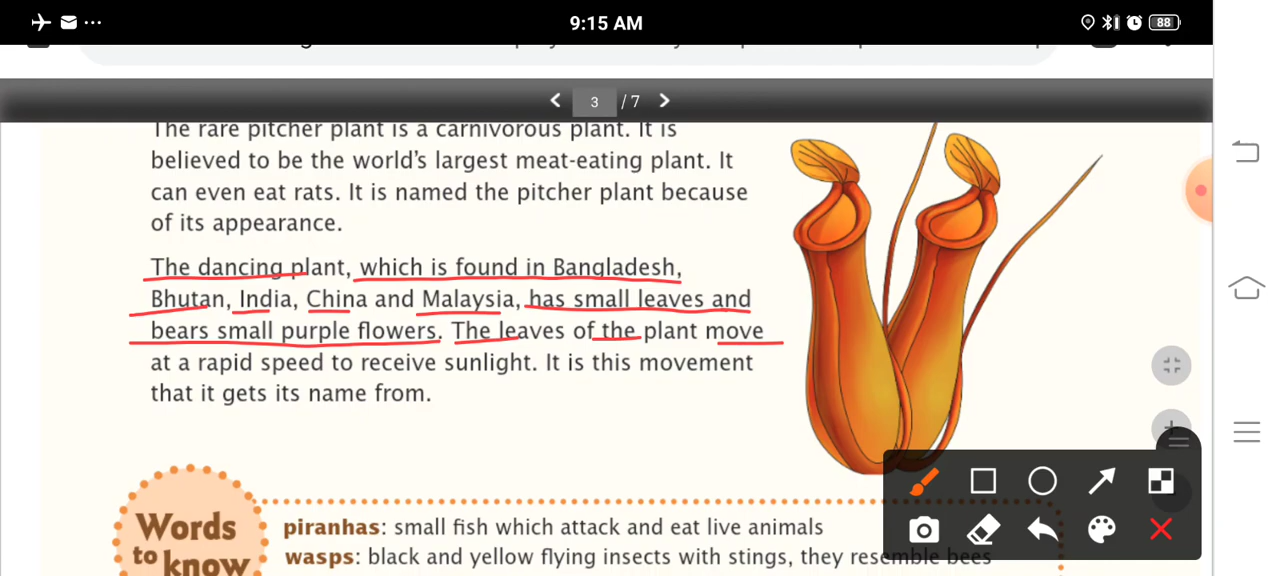 9:15 AM
88
3 / 7
The rare pitcher plant is a carnivorous plant. It is
believed to be the world's largest meat-eating plant. It
can even eat rats. It is named the pitcher plant because
of its appearance.
The dancing plant, which is found in Bangladesh,
Bhutan, India, China and Malaysia, has small leaves and
bears small purple flowers. The leaves of the plant move
at a rapid speed to receive sunlight. It is this movement
that it gets its name from.
Words
to know
piranhas: small fish which attack and eat live animals
wasps: black and yellow flying insects with stings, they resemble bees